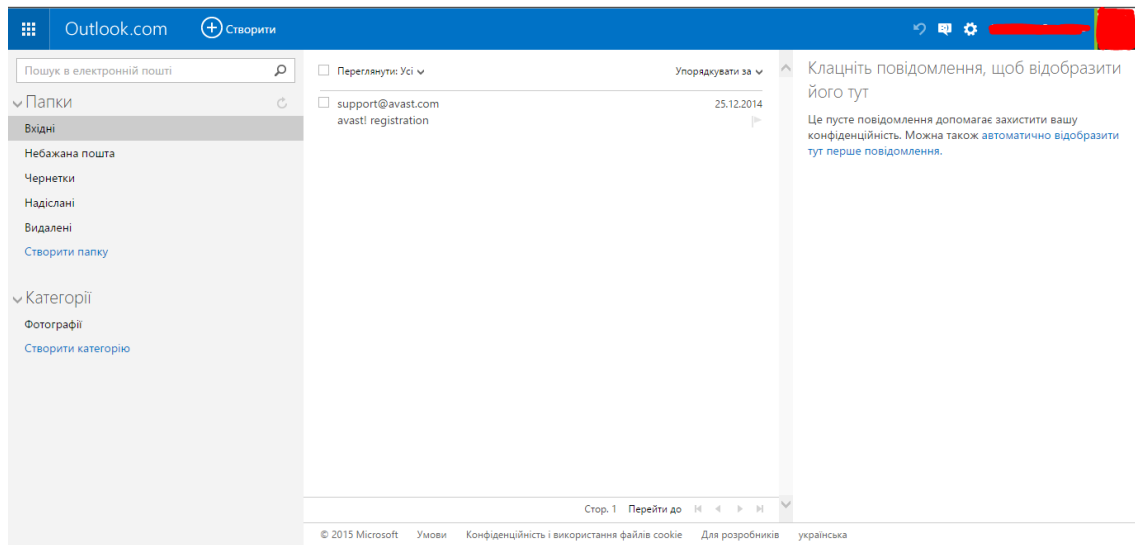 Outlook.com
Створити
Пошук в електронній пошті
Папки
Вхідні
Небажана пошта
Чернетки
Надіслані
Видалені
Створити папку
Категорії
Фотографії
Створити категорію
Переглянути: Усі
Упорядкувати за
support@avast.com
25.12.2014
avast! registration
Стор. 1 Перейти до
Клацніть повідомлення, щоб відобразити
його тут
Це пусте повідомлення допомагає захистити вашу
конфіденційність. Можна також автоматично відобразити
тут перше повідомлення.
© 2015 Microsoft Умови Конфіденційність і використання файлів cookie Для розробників українська